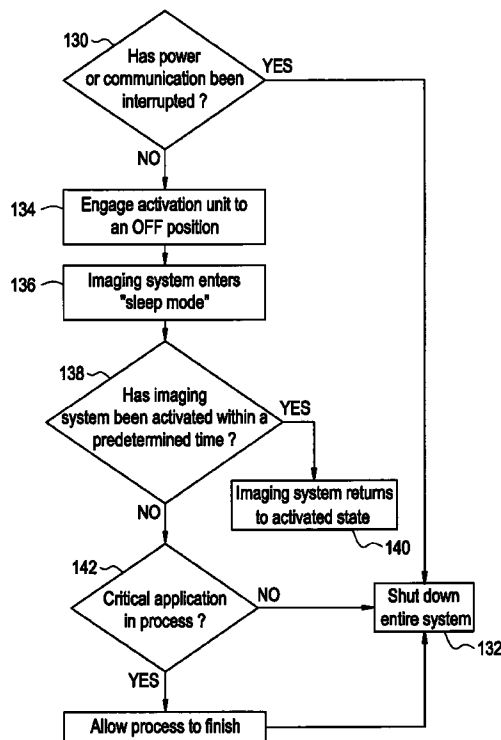 130
Has power
or communication been
interrupted ?
YES
NO
134
Engage activation unit to
an OFF position
136
Imaging system enters
"sleep mode"
138
Has imaging
system been activated within a
predetermined time ?
YES
NO
Imaging system returns
to activated state
140
142
Critical application
in process ?
NO
YES
Shut down
entire system
132
Allow process to finish